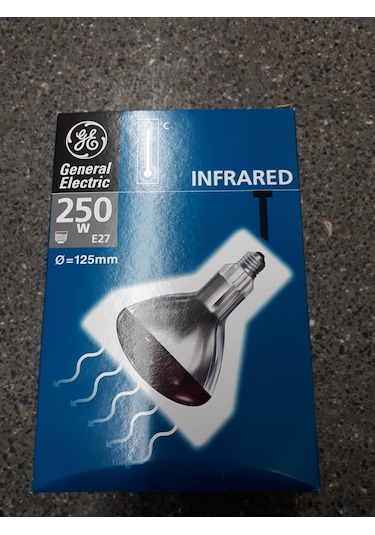 GE
°C
General
Electric
INFRARED
250
W
E27
Ø=125mm